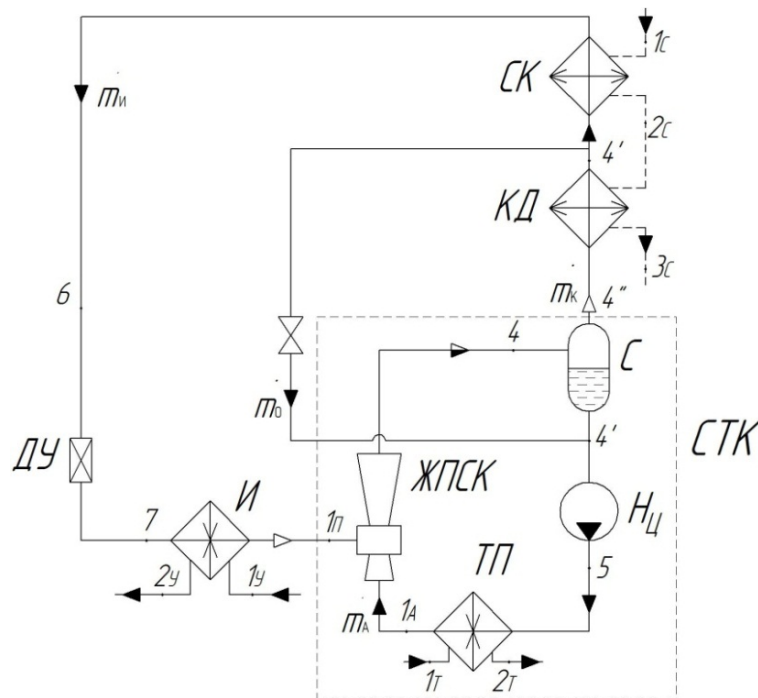 1с
СК
ṁи
2с
4'
КД
3с
ṁк
4"
6
4
С
ṁ0
4'
СТК
ДУ
ЖПСК
И
1п
Нц
7
ТП
2у
1у
5
ṁА
1А
1т
2т